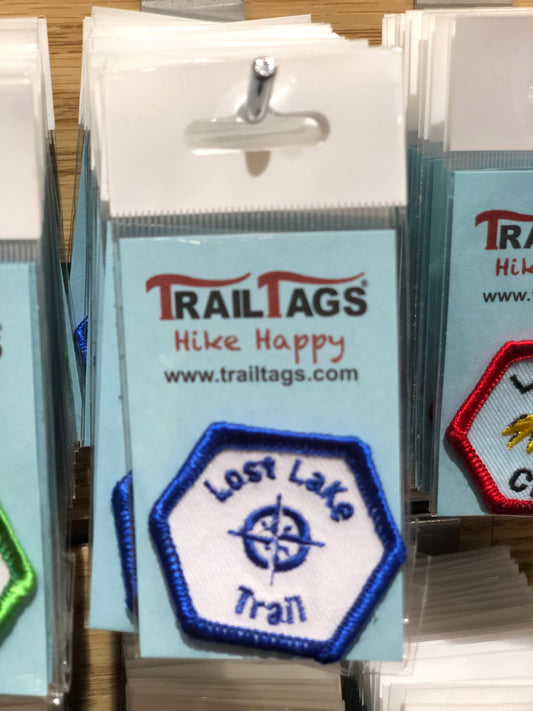 TRAILTAGS®
Hike Happy
www.trailtags.com
Lost Lake
Trail